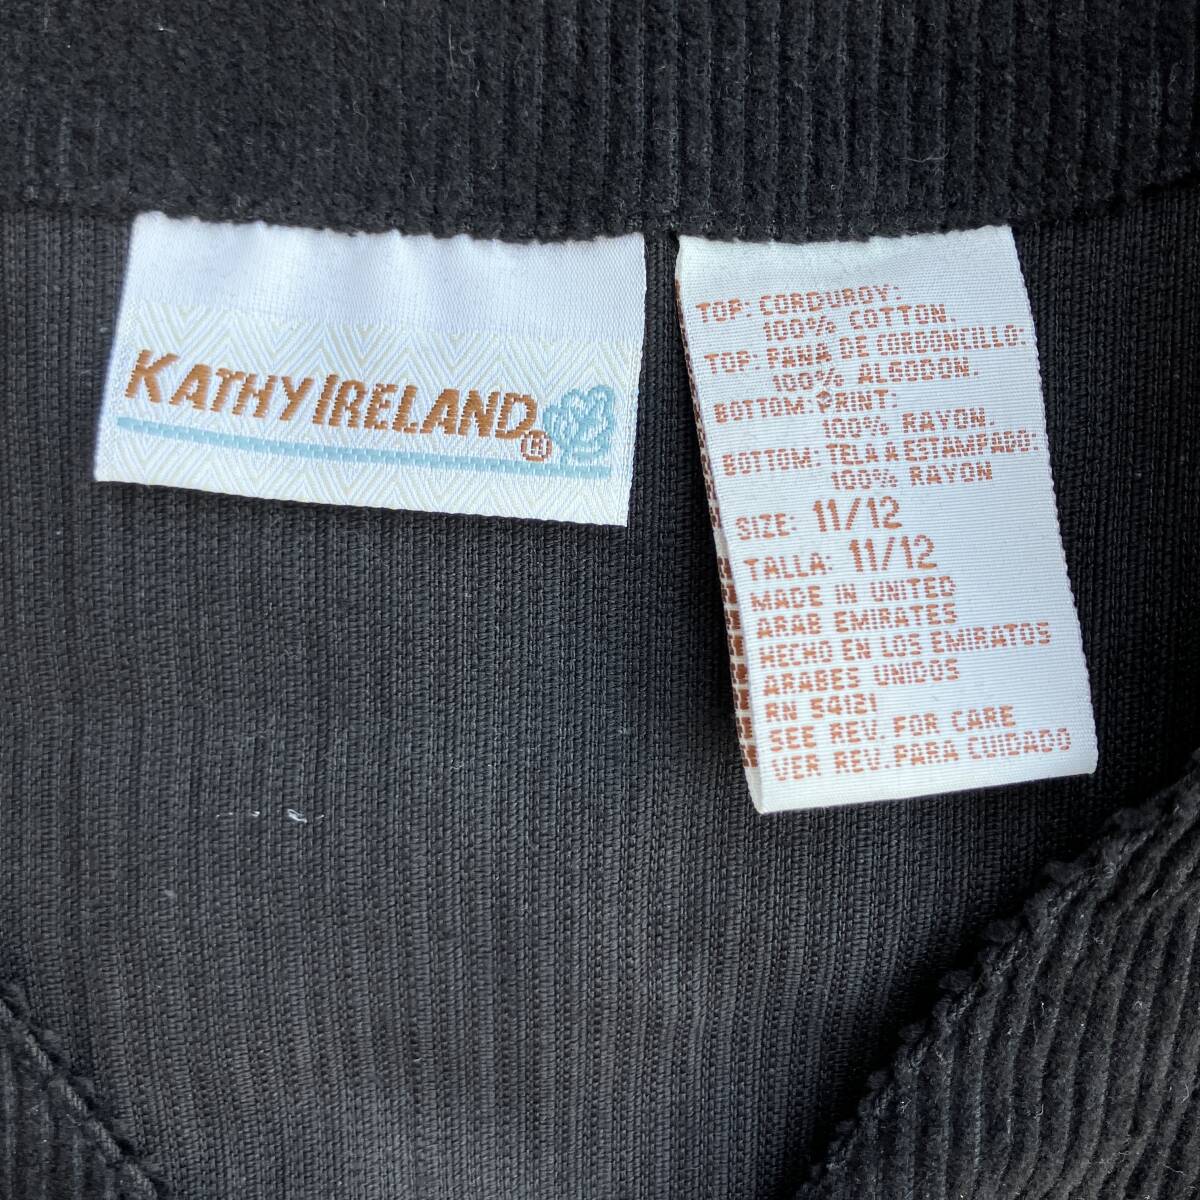 KATHY IRELAND®
TOP: CORDUROY:
100% COTTON.
TOP: PANA DE CORDONCILLO:
100% ALGODON.
BOTTOM: PRINT:
100% RAYON
BOTTOM: TELA ESTAMPADO:
100% RAYON
SIZE: 11/12
TALLA: 11/12
MADE IN UNITED
ARAB EMIRATES
HECHO EN LOS EMIRATOS
ARABES UNIDOS
RN 54121
SEE REV. FOR CARE
VER REV. PARA CUIDADO